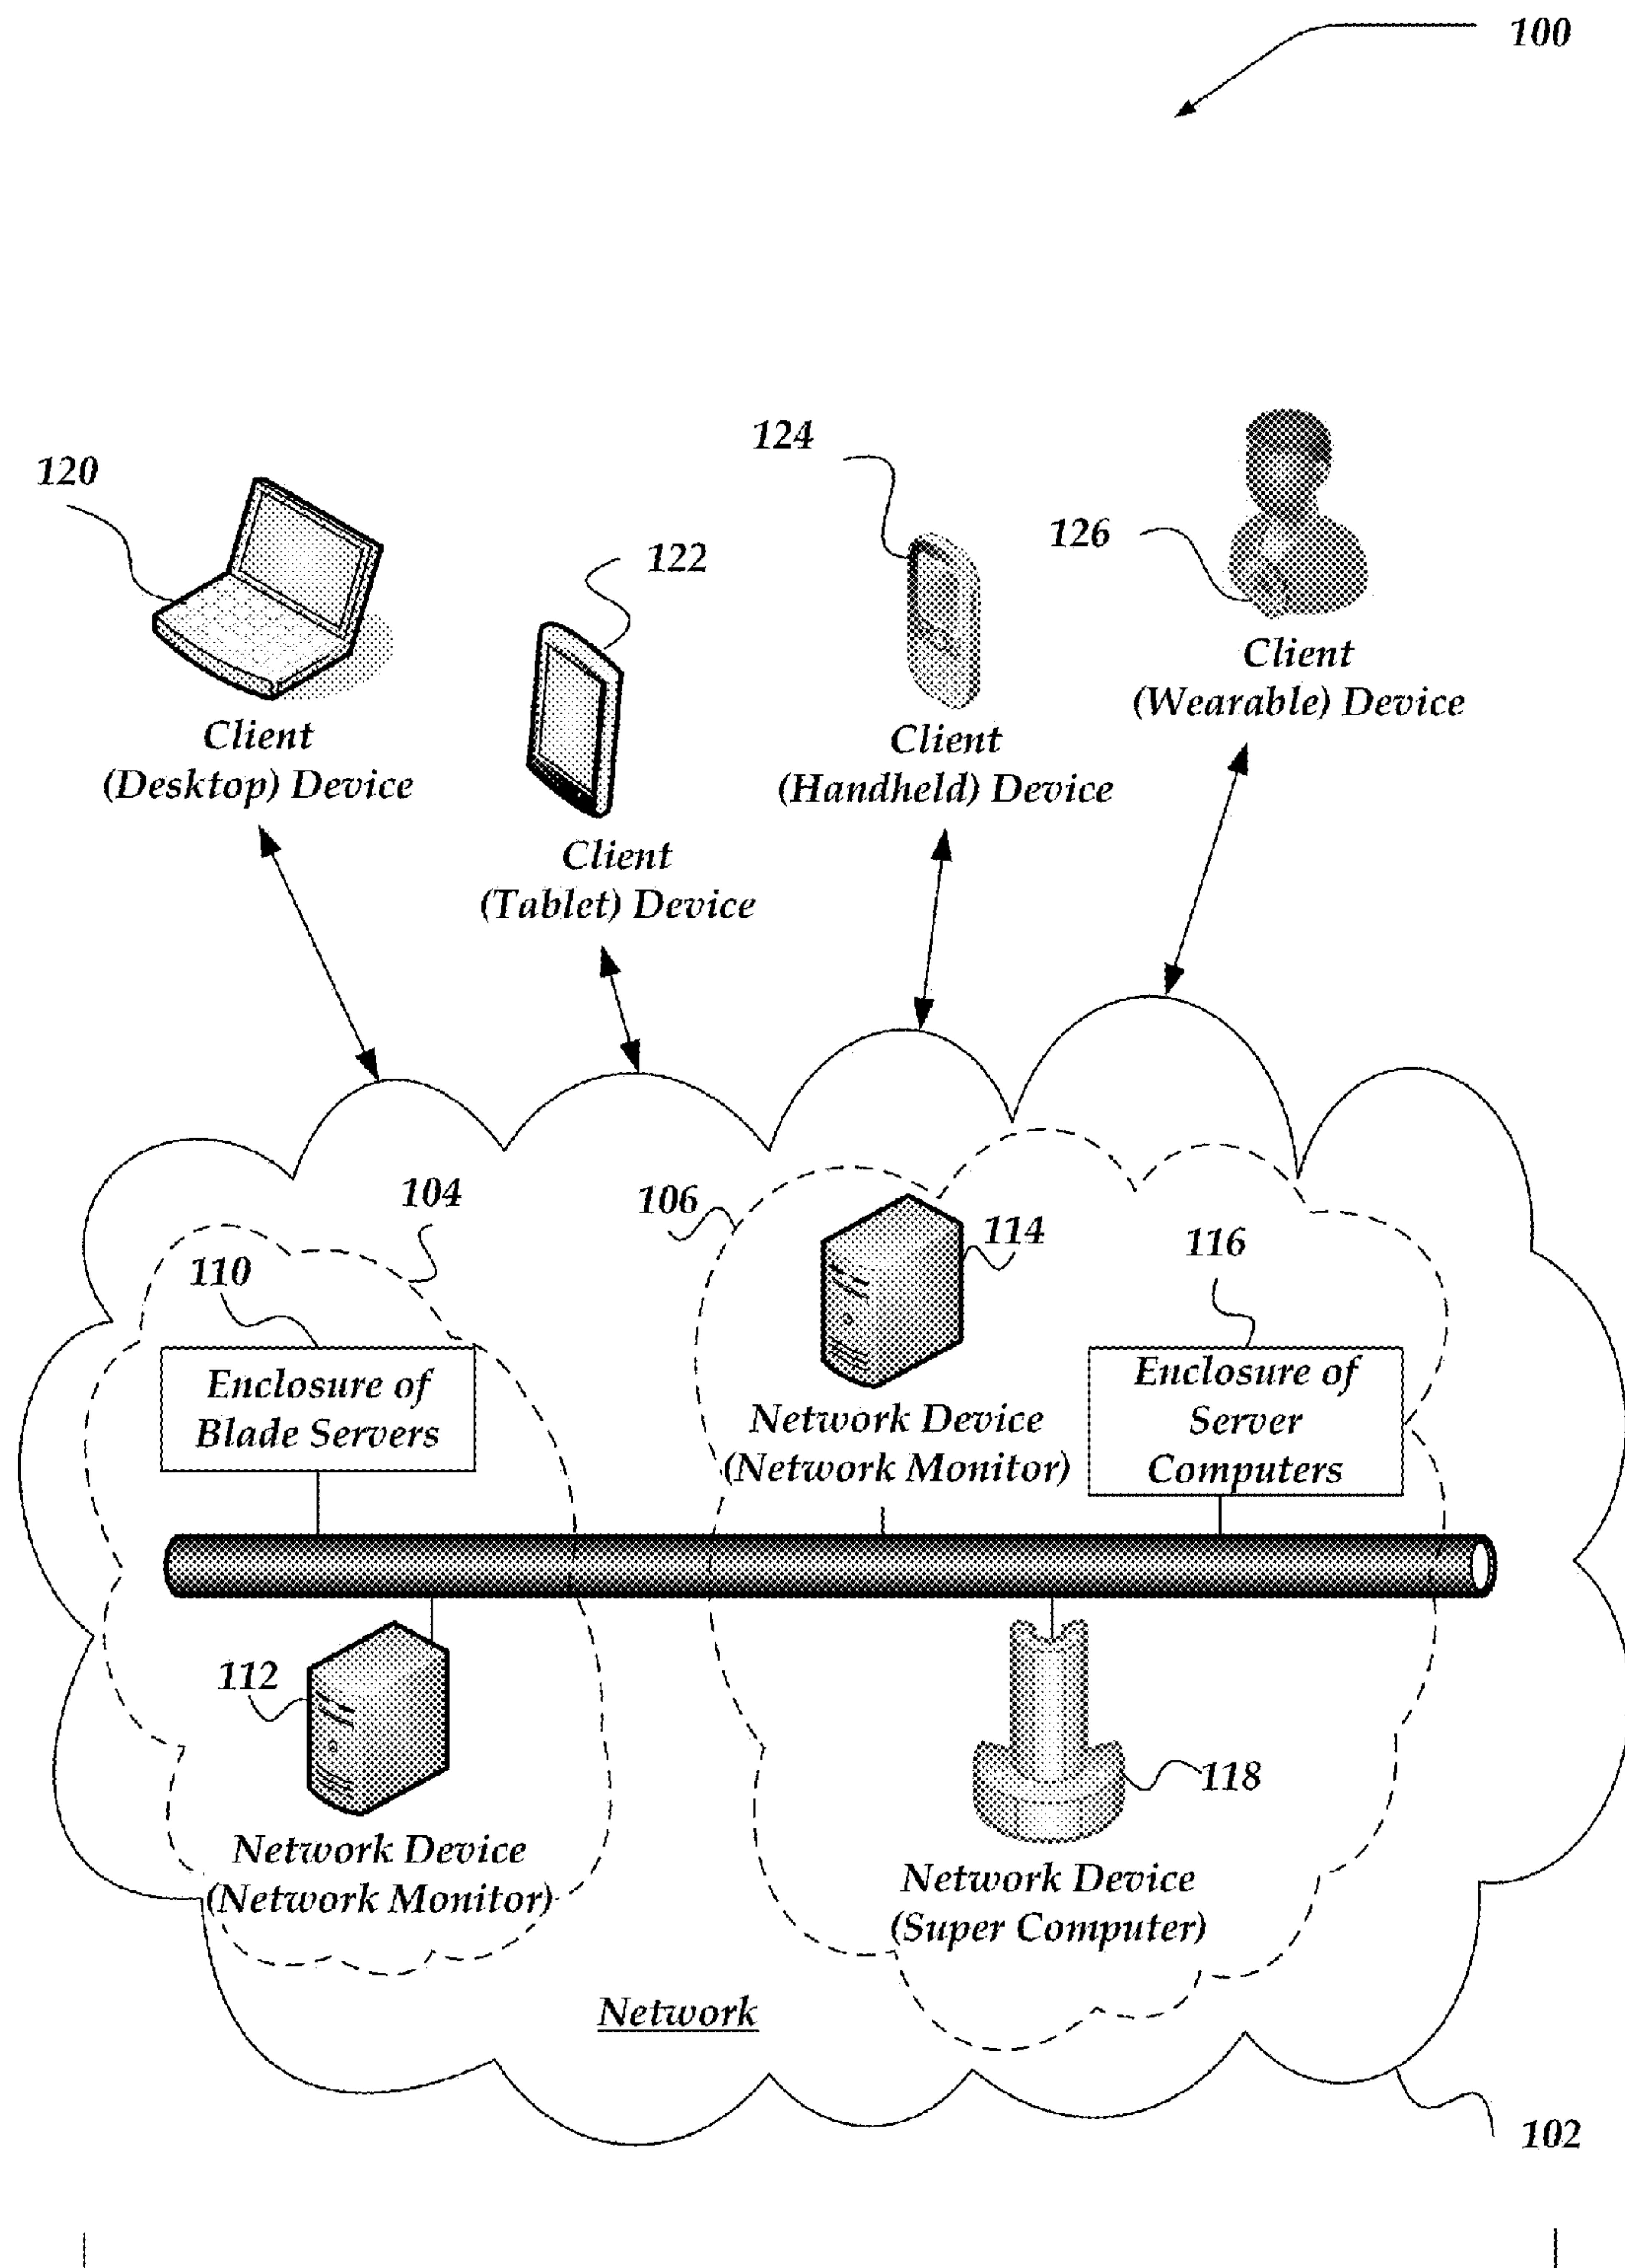 100
120
124
126
122
Client
(Desktop) Device
Client
(Tablet) Device
Client
(Handheld) Device
Client
(Wearable) Device
104
106
114
116
110
Enclosure of
Blade Servers
Network Device
(Network Monitor)
Enclosure of
Server
Computers
112
118
Network Device
(Network Monitor)
Network Device
(Super Computer)
Network
102